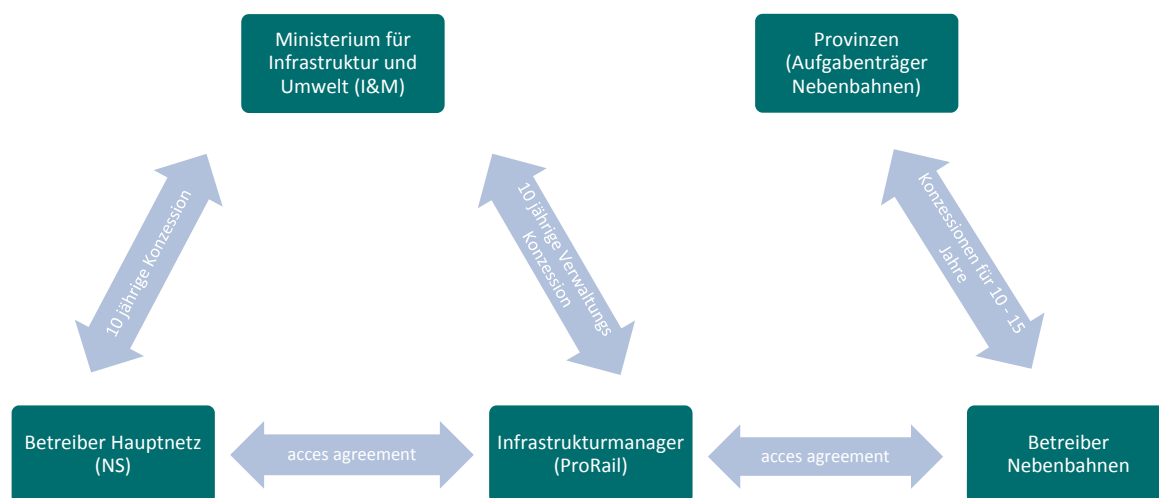 Ministerium für
Infrastruktur und
Umwelt (I&M)
Provinzen
(Aufgabenträger
Nebenbahnen)
10 jährige Konzession
10 jährige Verwaltungs
Konzession
Konzessionen für 10 - 15
Jahre
Betreiber Hauptnetz
(NS)
acces agreement
Infrastrukturmanager
(ProRail)
acces agreement
Betreiber
Nebenbahnen